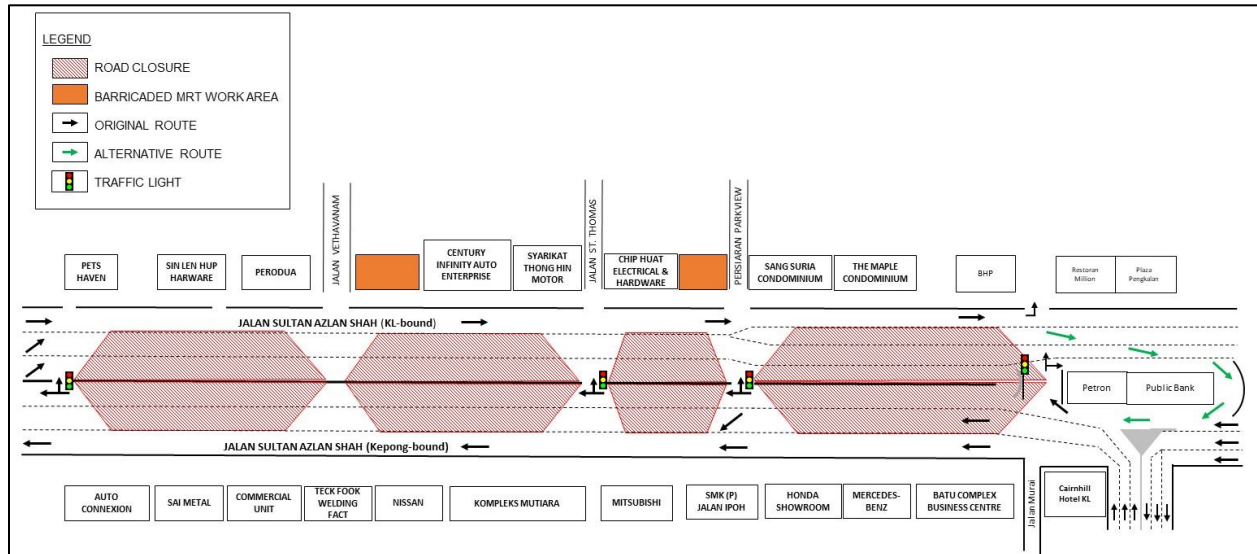 LEGEND
ROAD CLOSURE
BARRICADED MRT WORK AREA
ORIGINAL ROUTE
ALTERNATIVE ROUTE
TRAFFIC LIGHT
JALAN VETHAVANAM
JALAN ST. THOMAS
PERSIARAN PARKVIEW
PETS
HAVEN
SIN LEN HUP
HARWARE
PERODUA
CENTURY
INFINITY AUTO
ENTERPRISE
SYARIKAT
THONG HIN
MOTOR
CHIP HUAT
ELECTRICAL &
HARDWARE
SANG SURIA
CONDOMINIUM
THE MAPLE
CONDOMINIUM
BHP
Restoran
Million
Plaza
Pengkalan
JALAN SULTAN AZLAN SHAH (KL-bound)
Petron
Public Bank
JALAN SULTAN AZLAN SHAH (Kepong-bound)
AUTO
CONNEXION
SAI METAL
COMMERCIAL
UNIT
TECK FOOK
WELDING
FACT
NISSAN
KOMPLEKS MUTIARA
MITSUBISHI
SMK (P)
JALAN IPOH
HONDA
SHOWROOM
MERCEDES-
BENZ
BATU COMPLEX
BUSINESS CENTRE
Jalan Murai
Cairnhill
Hotel KL